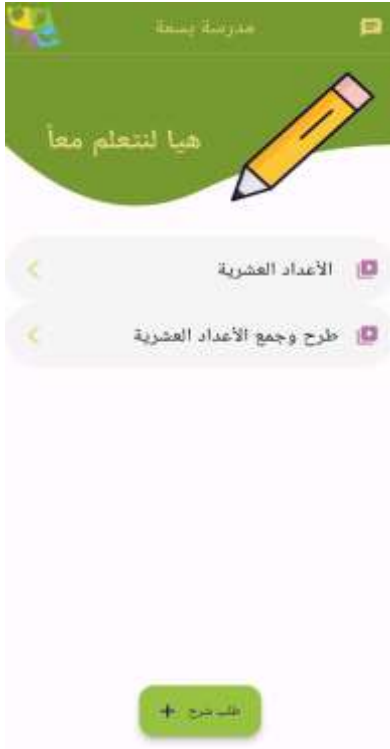 مدرسة بسمة
هيا لنتعلم معاً
الأعداد العشرية
طرح وجمع الأعداد العشرية
طلب شرح +